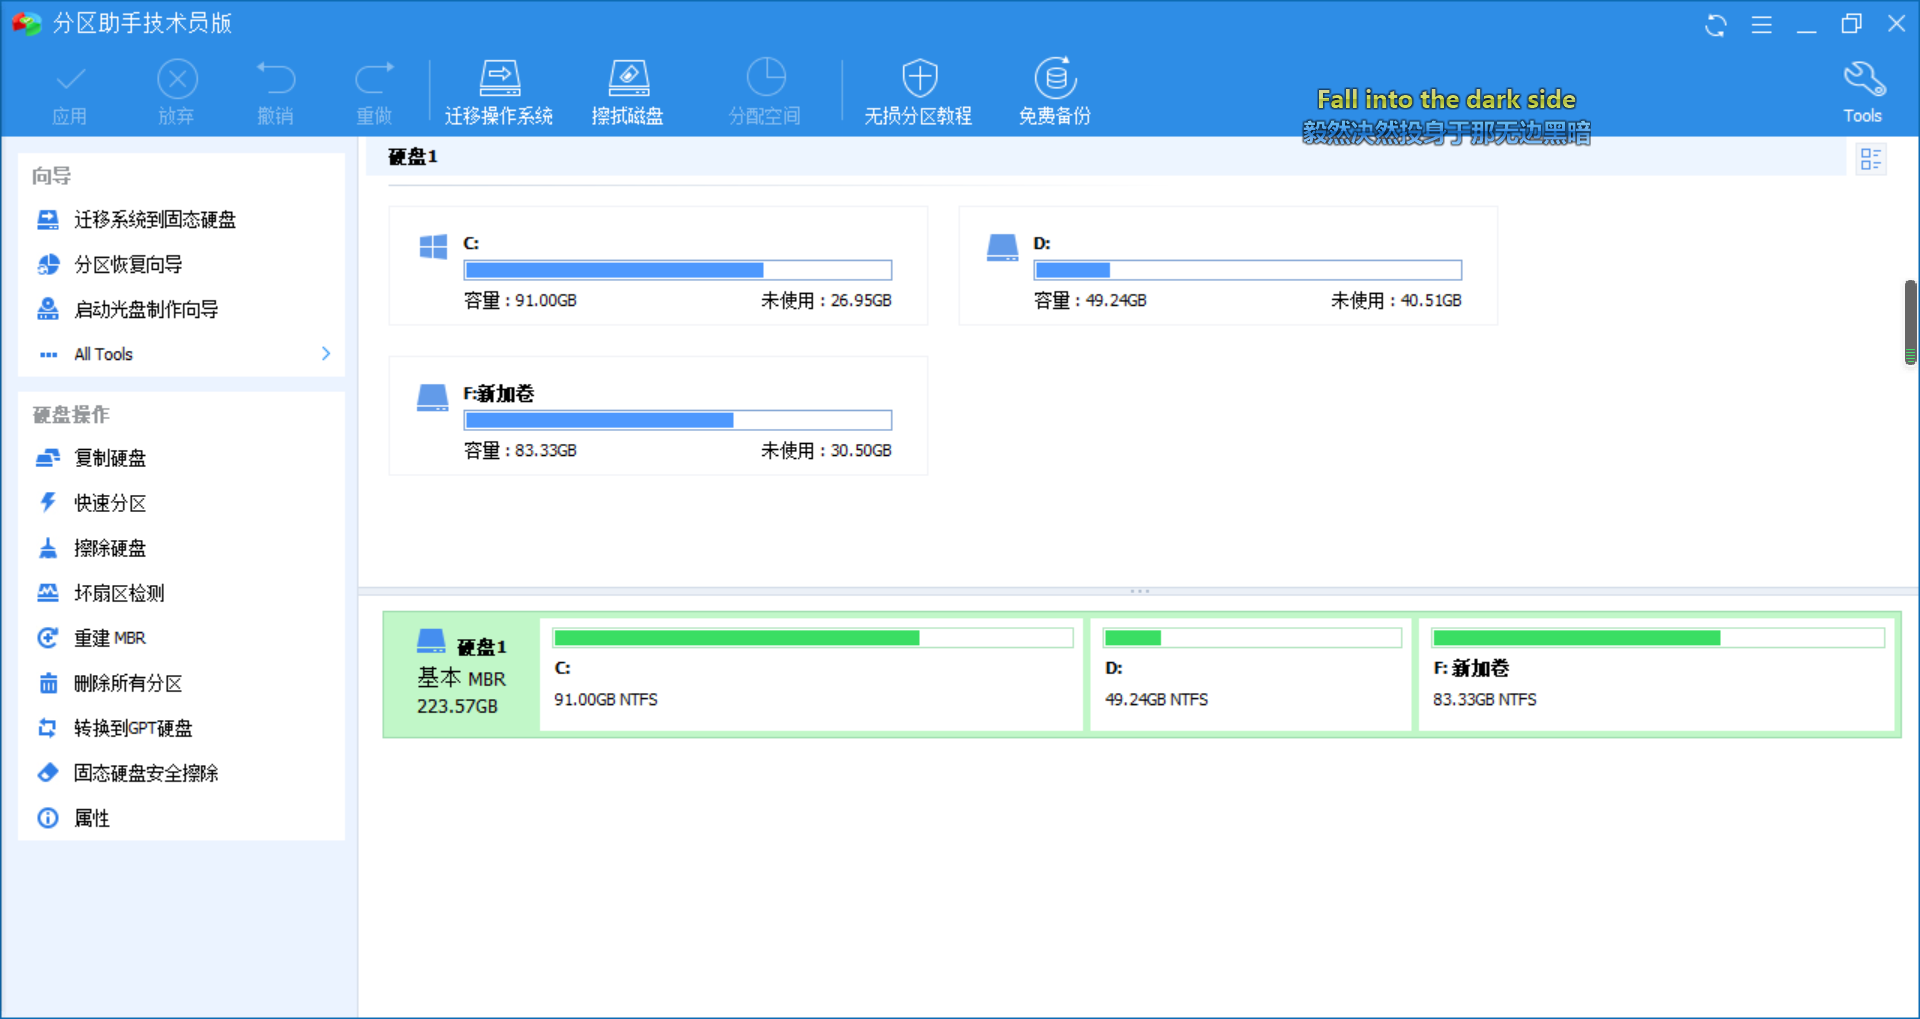 分区助手技术员版
应用
放弃
撤销
重做
迁移操作系统
擦拭磁盘
分配空间
无损分区教程
免费备份
Fall into the dark side
毅然决然投身于那无边黑暗
Tools
向导
迁移系统到固态硬盘
分区恢复向导
启动光盘制作向导
All Tools
硬盘操作
复制硬盘
快速分区
擦除硬盘
坏扇区检测
重建 MBR
删除所有分区
转换到GPT硬盘
固态硬盘安全擦除
属性
硬盘1
C:
容量 : 91.00GB 未使用 : 26.95GB
D:
容量 : 49.24GB 未使用 : 40.51GB
F:新加卷
容量 : 83.33GB 未使用 : 30.50GB
硬盘1
基本 MBR
223.57GB
C:
91.00GB NTFS
D:
49.24GB NTFS
F: 新加卷
83.33GB NTFS